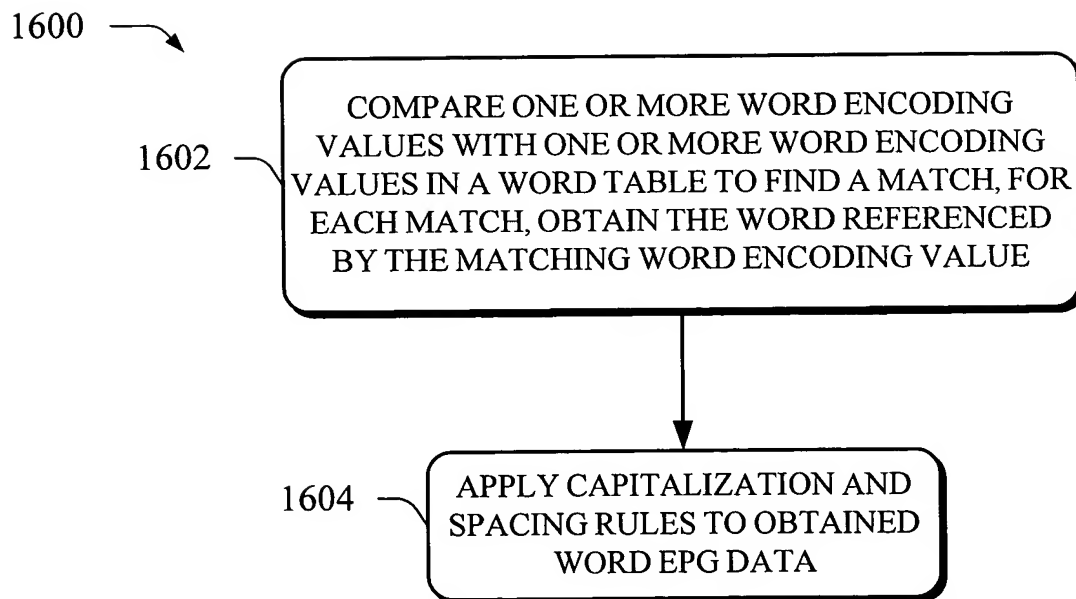 1600
COMPARE ONE OR MORE WORD ENCODING
VALUES WITH ONE OR MORE WORD ENCODING
1602
VALUES IN A WORD TABLE TO FIND A MATCH, FOR
EACH MATCH, OBTAIN THE WORD REFERENCED
BY THE MATCHING WORD ENCODING VALUE
1604
APPLY CAPITALIZATION AND
SPACING RULES TO OBTAINED
WORD EPG DATA